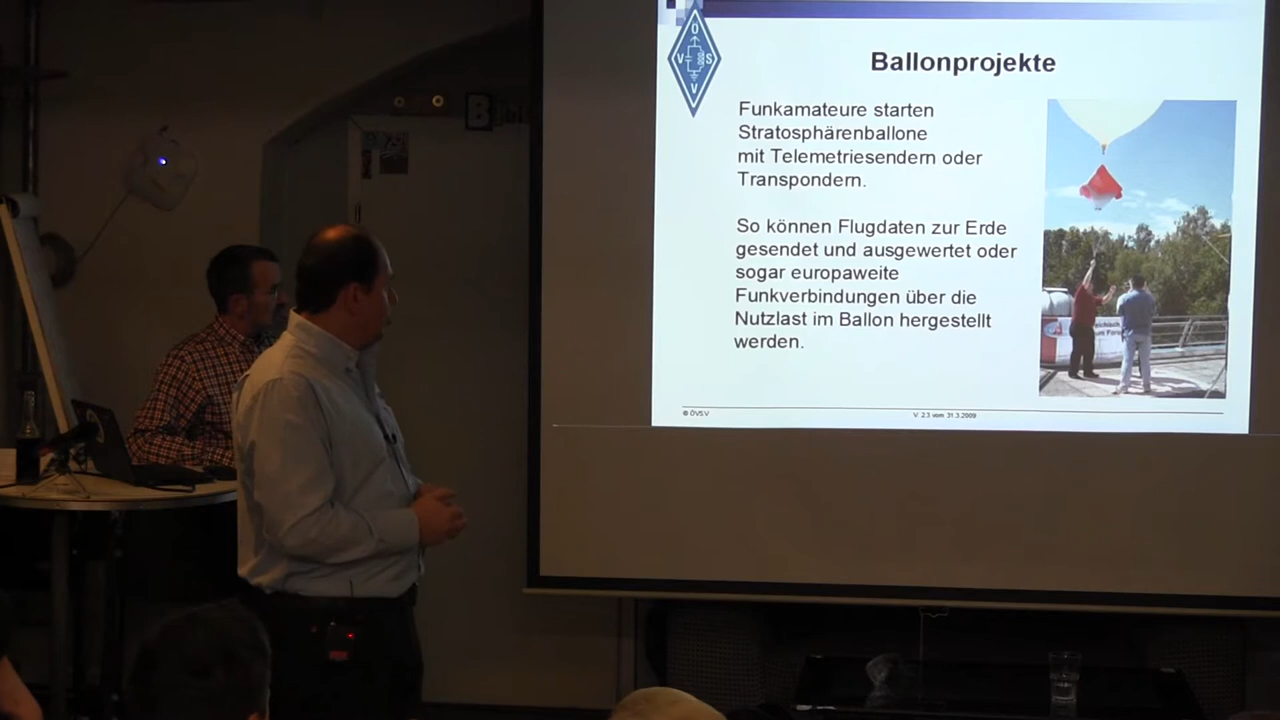 Ö
V S
V
Ballonprojekte
Funkamateure starten
Stratosphärenballone
mit Telemetriesendern oder
Transpondern.
So können Flugdaten zur Erde
gesendet und ausgewertet oder
sogar europaweite
Funkverbindungen über die
Nutzlast im Ballon hergestellt
werden.
© ÖVSV
V 2.3 vom 31.3.2009
B